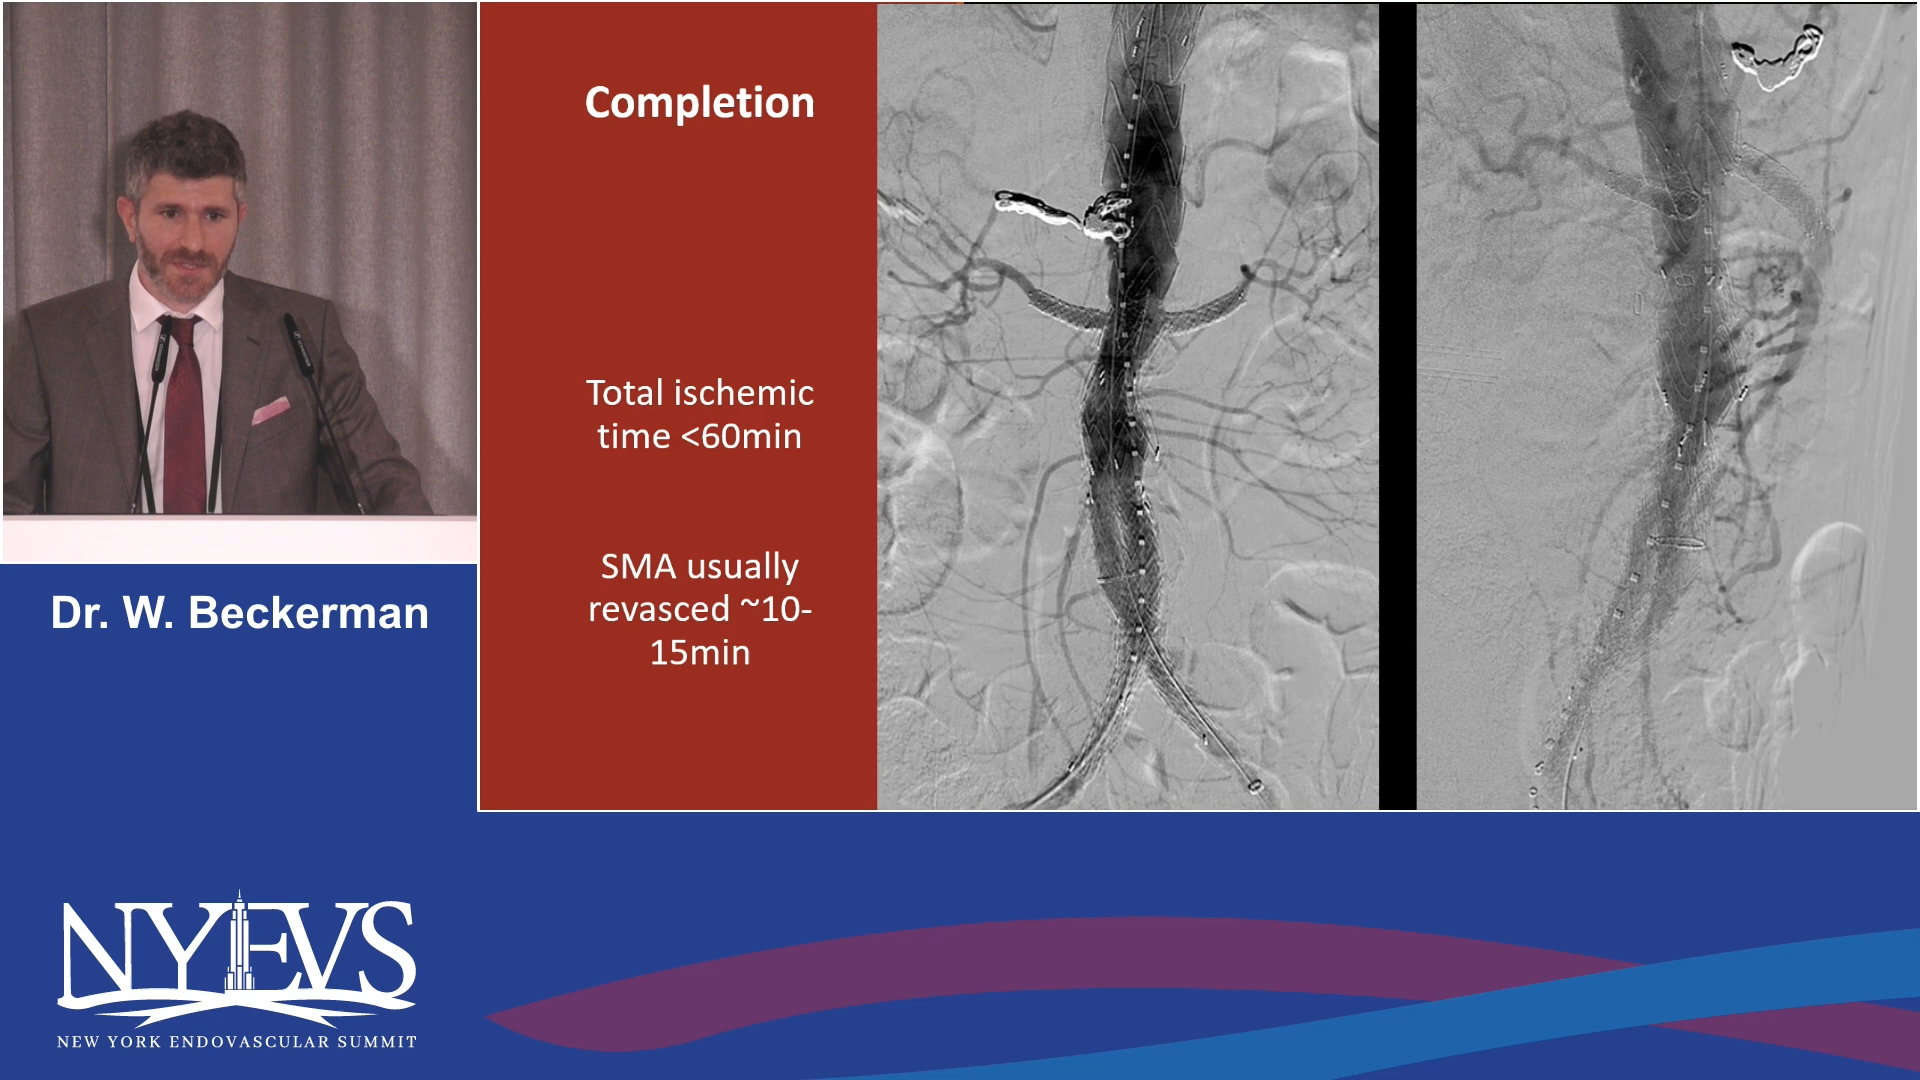 Completion
Total ischemic
time <60min
SMA usually
revasced ~10-
15min
Dr. W. Beckerman
NYEVS
NEW YORK ENDOVASCULAR SUMMIT